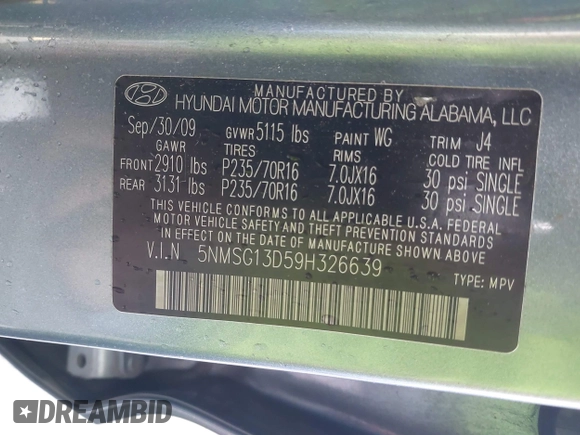 MANUFACTURED BY
HYUNDAI MOTOR MANUFACTURING ALABAMA, LLC
Sep/30/09 GVWR 5115 lbs PAINT WG TRIM J4
GAWR TIRES RIMS COLD TIRE INFL
FRONT 2910 lbs P235/70R16 7.0JX16 30 psi SINGLE
REAR 3131 lbs P235/70R16 7.0JX16 30 psi SINGLE
THIS VEHICLE CONFORMS TO ALL APPLICABLE U.S.A. FEDERAL
MOTOR VEHICLE SAFETY AND THEFT PREVENTION STANDARDS
IN EFFECT ON THE DATE OF MANUFACTURE SHOWN ABOVE
V.I.N. 5NMSG13D59H326639
TYPE: MPV
DREAMBID